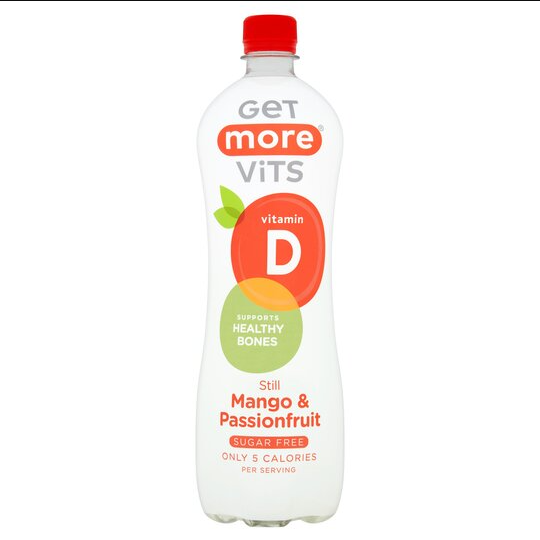 GeT
more®
ViTS
vitamin
D
SUPPORTS
HEALTHY
BONES
Still
Mango &
Passionfruit
SUGAR FREE
ONLY 5 CALORIES
PER SERVING